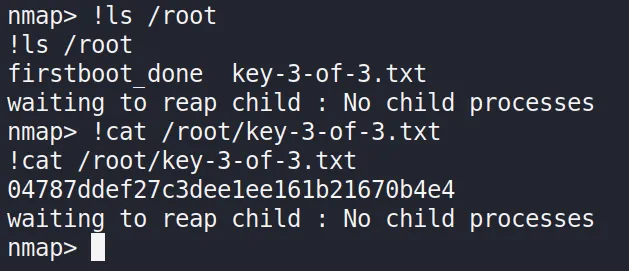 nmap> !ls /root
!ls /root
firstboot_done  key-3-of-3.txt
waiting to reap child : No child processes
nmap> !cat /root/key-3-of-3.txt
!cat /root/key-3-of-3.txt
04787ddef27c3dee1ee161b21670b4e4
waiting to reap child : No child processes
nmap>